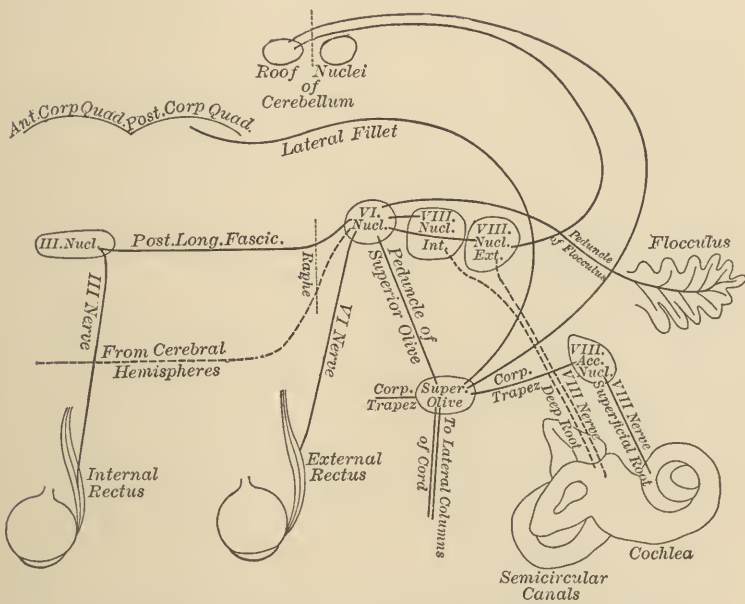 Roof Nuclei
of
Cerebellum
Ant. Corp Quad. Post. Corp Quad.
Lateral Fillet
III. Nucl.
Post. Long. Fascic.
VI.
Nucl.
VIII.
Nucl.
Int.
VIII.
Nucl.
Ext.
Peduncle
of Flocculus
Flocculus
Raphe
III Nerve
VI Nerve
Peduncle of
Superior Olive
From Cerebral
Hemispheres
Corp.
Trapez
Super.
Olive
Corp.
Trapez
VIII.
Acc.
Nucl.
VIII Nerve
Deep Root
VIII Nerve
Superficial Root
To Lateral Columns
of Cord
Internal
Rectus
External
Rectus
Cochlea
Semicircular
Canals